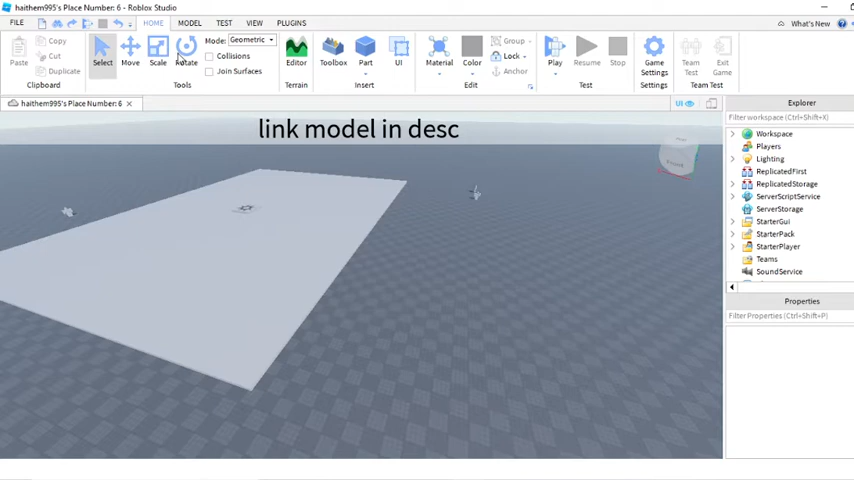 haithem995's Place Number: 6 - Roblox Studio
FILE HOME MODEL TEST VIEW PLUGINS What's New
Paste Copy Cut Duplicate Clipboard
Select Move Scale Rotate Mode: Geometric Collisions Join Surfaces Tools
Editor Terrain
Toolbox Part UI Insert
Material Color Group Lock Anchor Edit
Play Resume Stop Test
Game Settings Settings
Team Test Exit Game Team Test
haithem995's Place Number: 6 ×
UI
link model in desc
Front
Explorer
Filter workspace (Ctrl+Shift+X)
Workspace
Players
Lighting
ReplicatedFirst
ReplicatedStorage
ServerScriptService
ServerStorage
StarterGui
StarterPack
StarterPlayer
Teams
SoundService
Properties
Filter Properties (Ctrl+Shift+P)